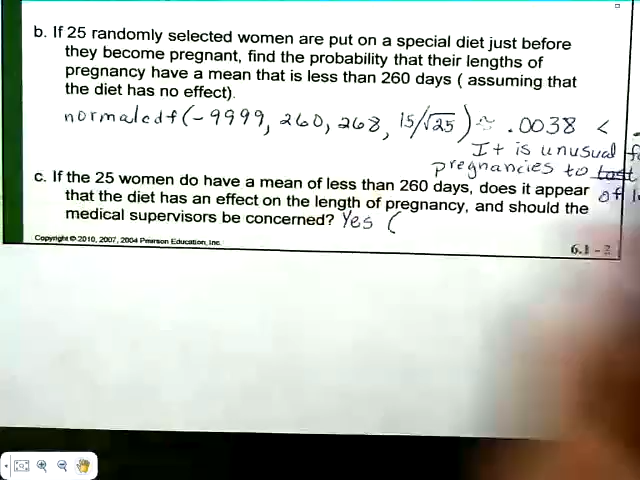 b. If 25 randomly selected women are put on a special diet just before
they become pregnant, find the probability that their lengths of
pregnancy have a mean that is less than 260 days ( assuming that
the diet has no effect).
normalcdf(-9999, 260, 268, 15/√25) ≈ .0038 <
It is unusual
pregnancies to
c. If the 25 women do have a mean of less than 260 days, does it appear
that the diet has an effect on the length of pregnancy, and should the
medical supervisors be concerned? Yes (
of
Copyright © 2010, 2007, 2004 Pearson Education, Inc.
6.1 - 2